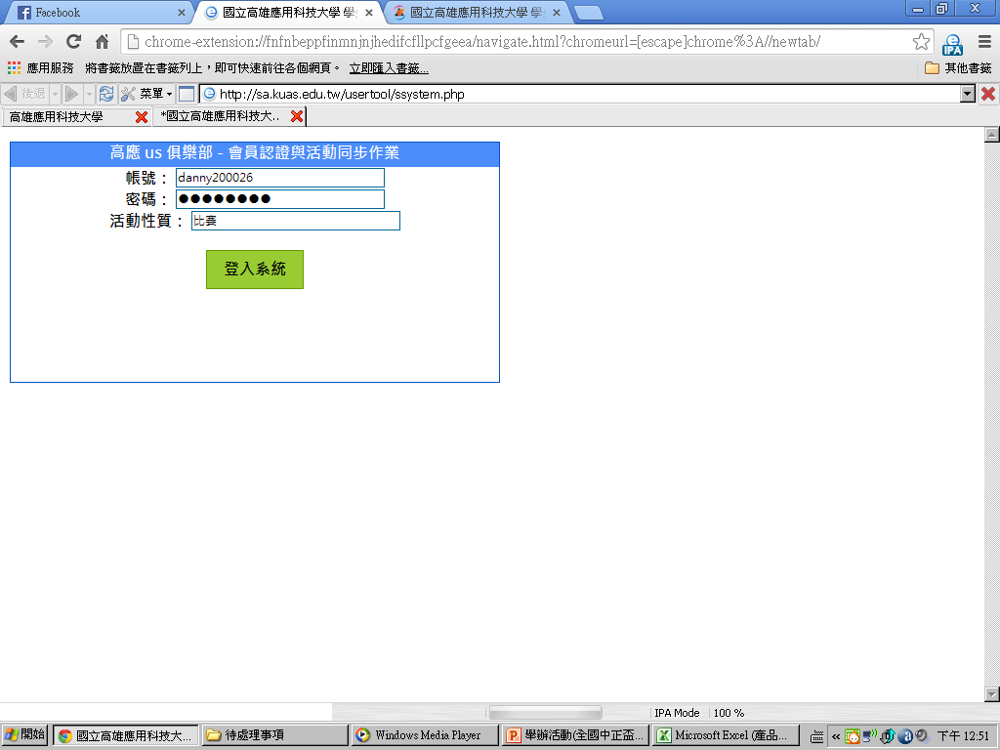 Facebook
國立高雄應用科技大學 學生
國立高雄應用科技大學 學
chrome-extension://fnfnbeppfinmnjnjhedifcfllpcfgeea/navigate.html?chromeurl=[escape]chrome%3A//newtab/
IPA
應用服務 將書籤放置在書籤列上，即可快速前往各個網頁。 立即匯入書籤... 其他書籤
後退 菜單 http://sa.kuas.edu.tw/usertool/ssystem.php
高雄應用科技大學 *國立高雄應用科技大..
高應 us 俱樂部 - 會員認證與活動同步作業
帳號： danny200026
密碼： ●●●●●●●●
活動性質： 比賽
登入系統
IPA Mode 100 %
開始 國立高雄應用科技大... 待處理事項 Windows Media Player 舉辦活動(全國中正盃... Microsoft Excel (產品... « 下午 12:51